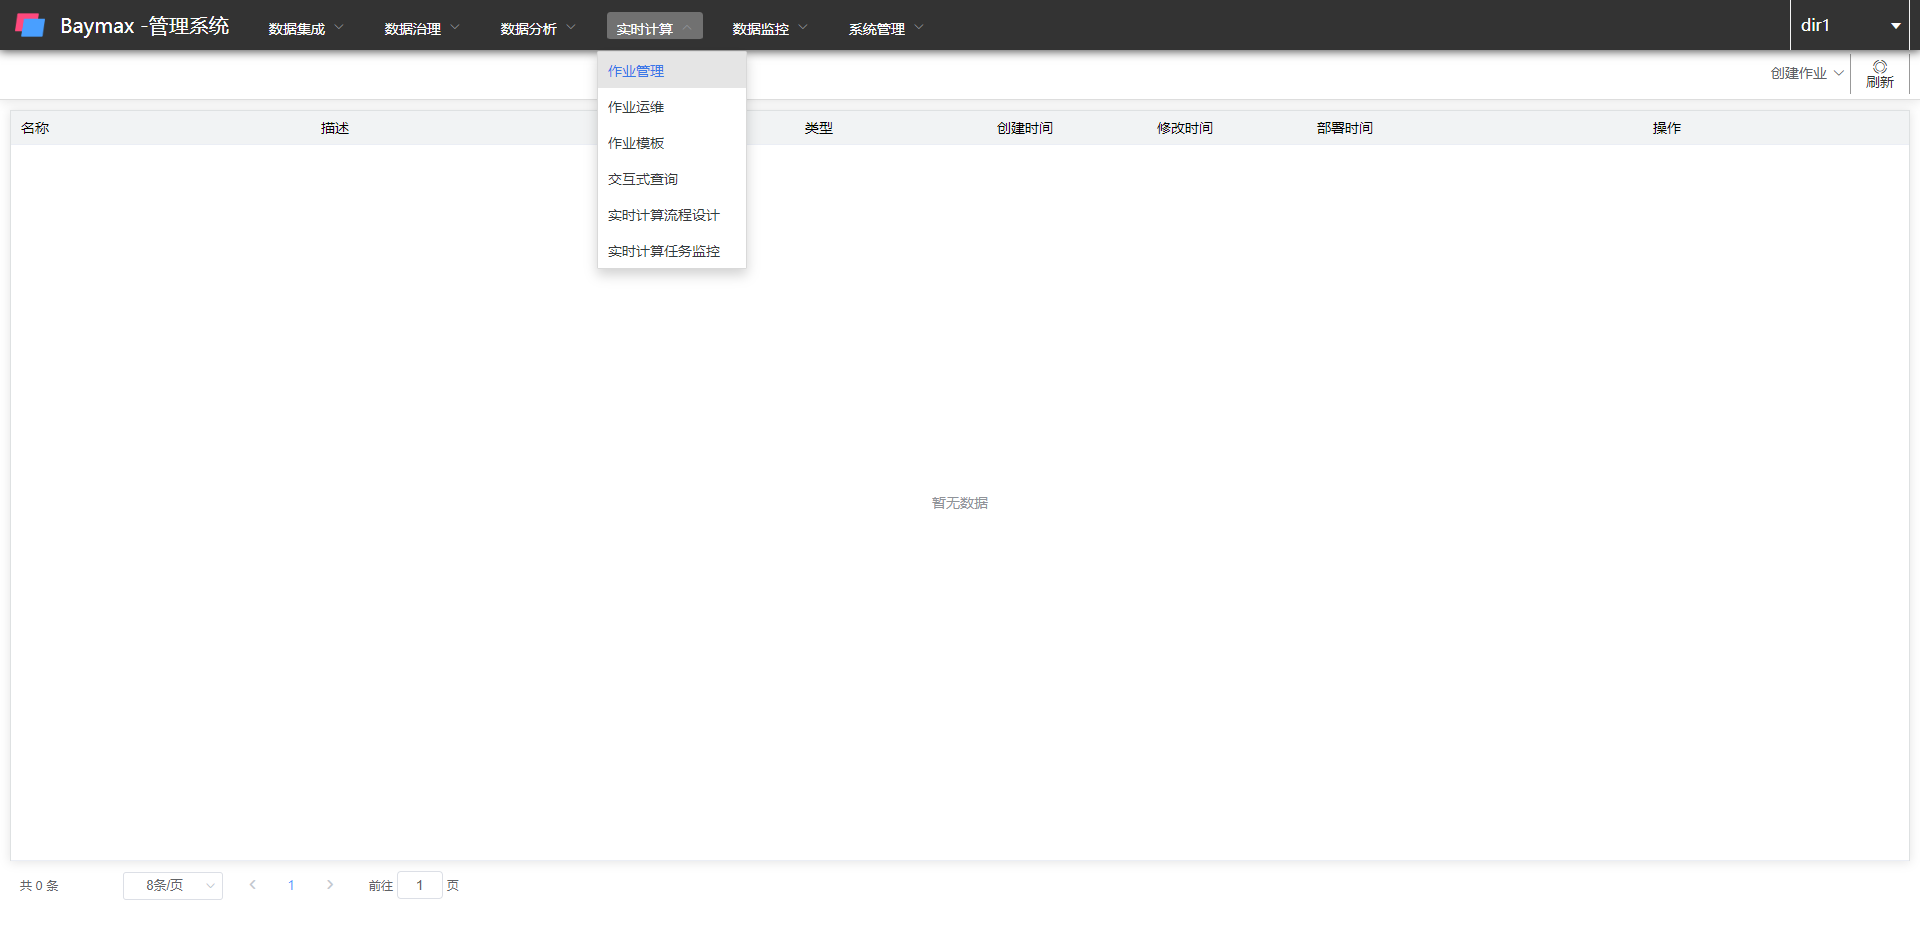 Baymax -管理系统 数据集成 数据治理 数据分析 实时计算 数据监控 系统管理 dir1
作业管理
作业运维
作业模板
交互式查询
实时计算流程设计
实时计算任务监控
创建作业 刷新
名称 描述 类型 创建时间 修改时间 部署时间 操作
暂无数据
共 0 条 8条/页 1 前往 1 页